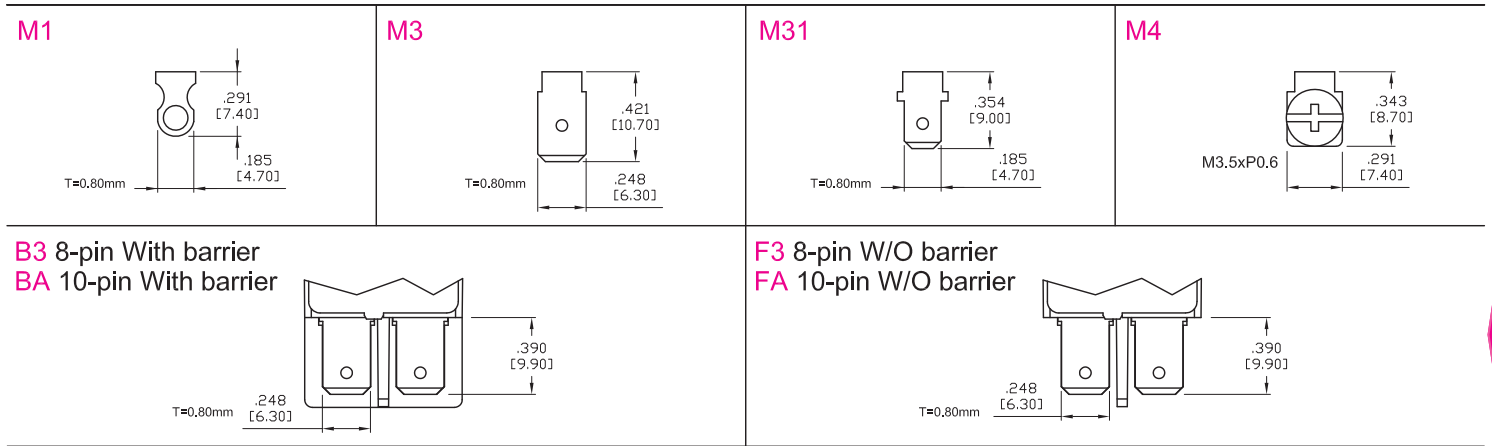 M1
.291
[7.40]
.185
[4.70]
T=0.80mm
M3
.421
[10.70]
.248
[6.30]
T=0.80mm
M31
.354
[9.00]
.185
[4.70]
T=0.80mm
M4
.343
[8.70]
M3.5xP0.6
.291
[7.40]
B3 8-pin With barrier
BA 10-pin With barrier
.390
[9.90]
.248
[6.30]
T=0.80mm
F3 8-pin W/O barrier
FA 10-pin W/O barrier
.390
[9.90]
.248
[6.30]
T=0.80mm